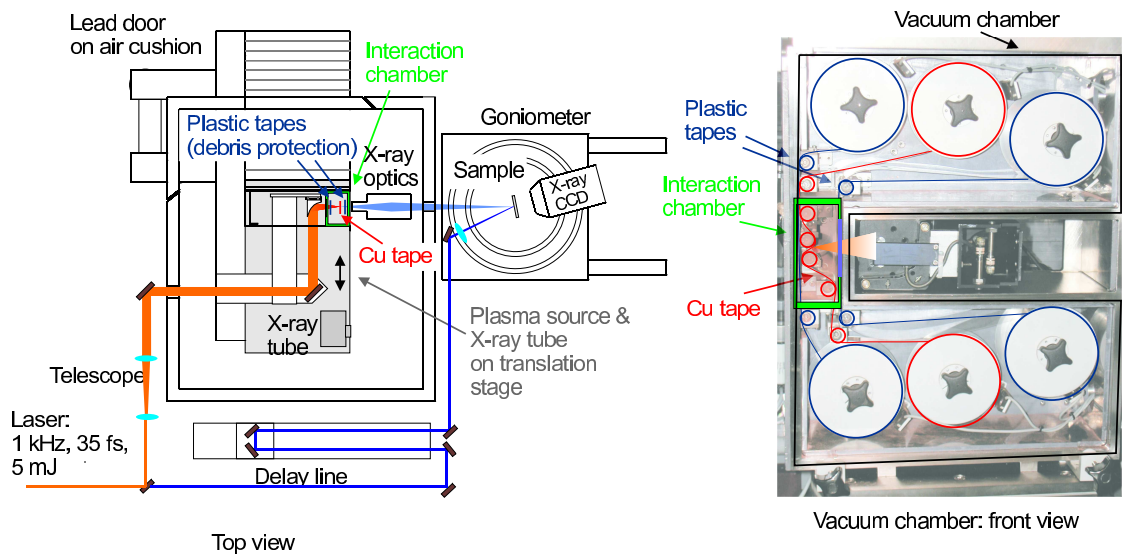 Lead door
on air cushion
Interaction
chamber
Plastic tapes
(debris protection)
X-ray
optics
Goniometer
Sample
X-ray
CCD
Cu tape
X-ray
tube
Plasma source &
X-ray tube
on translation
stage
Telescope
Laser:
1 kHz, 35 fs,
5 mJ
Delay line
Top view
Vacuum chamber
Plastic
tapes
Interaction
chamber
Cu tape
Vacuum chamber: front view